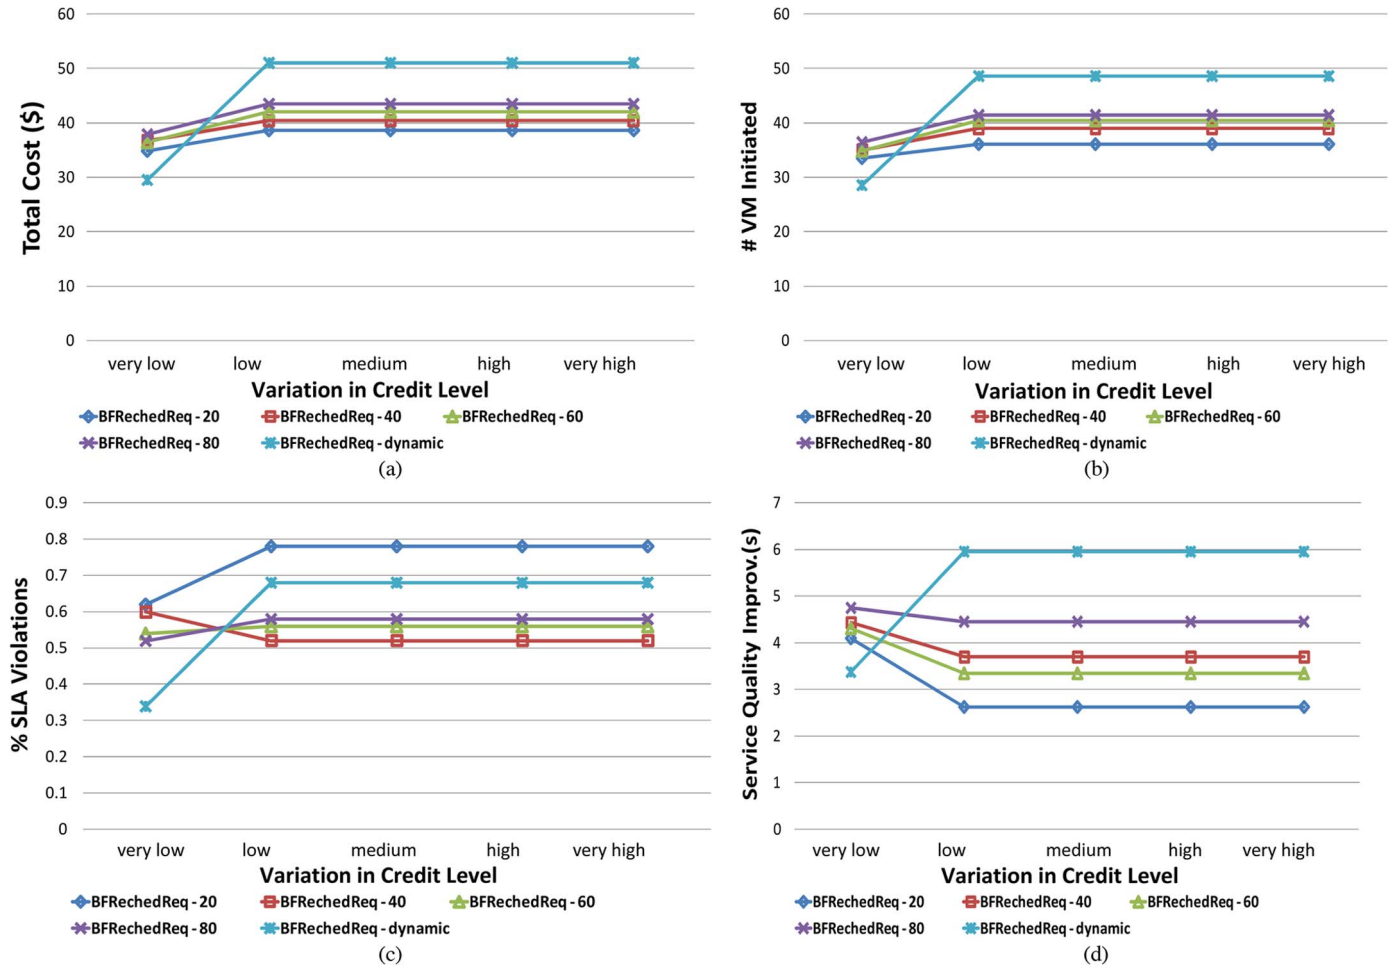 60
50
40
30
20
10
0
Total Cost ($)
very low low medium high very high
Variation in Credit Level
BFRechedReq - 20 BFRechedReq - 40 BFRechedReq - 60
BFRechedReq - 80 BFRechedReq - dynamic
(a)
60
50
40
30
20
10
0
# VM Initiated
very low low medium high very high
Variation in Credit Level
BFRechedReq - 20 BFRechedReq - 40 BFRechedReq - 60
BFRechedReq - 80 BFRechedReq - dynamic
(b)
0.9
0.8
0.7
0.6
0.5
0.4
0.3
0.2
0.1
0
% SLA Violations
very low low medium high very high
Variation in Credit Level
BFRechedReq - 20 BFRechedReq - 40 BFRechedReq - 60
BFRechedReq - 80 BFRechedReq - dynamic
(c)
7
6
5
4
3
2
1
0
Service Quality Improv.(s)
very low low medium high very high
Variation in Credit Level
BFRechedReq - 20 BFRechedReq - 40 BFRechedReq - 60
BFRechedReq - 80 BFRechedReq - dynamic
(d)